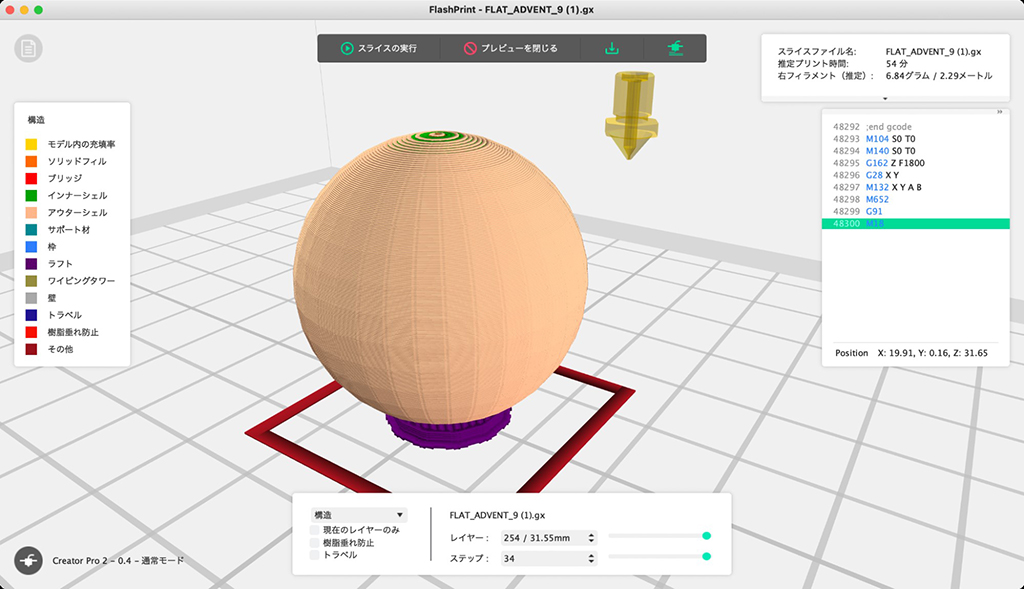 FlashPrint - FLAT_ADVENT_9 (1).gx
スライスの実行
プレビューを閉じる
スライスファイル名: FLAT_ADVENT_9 (1).gx
推定プリント時間: 54 分
右フィラメント（推定）: 6.84グラム / 2.29メートル
構造
モデル内の充填率
ソリッドフィル
ブリッジ
インナーシェル
アウターシェル
サポート材
枠
ラフト
ワイピングタワー
壁
トラベル
樹脂垂れ防止
その他
48292 ;end gcode
48293 M104 S0 T0
48294 M140 S0 T0
48295 G162 Z F1800
48296 G28 X Y
48297 M132 X Y A B
48298 M652
48299 G91
48300 M18
Position X: 19.91, Y: 0.16, Z: 31.65
構造
現在のレイヤーのみ
樹脂垂れ防止
トラベル
FLAT_ADVENT_9 (1).gx
レイヤー: 254 / 31.55mm
ステップ: 34
Creator Pro 2 – 0.4 – 通常モード